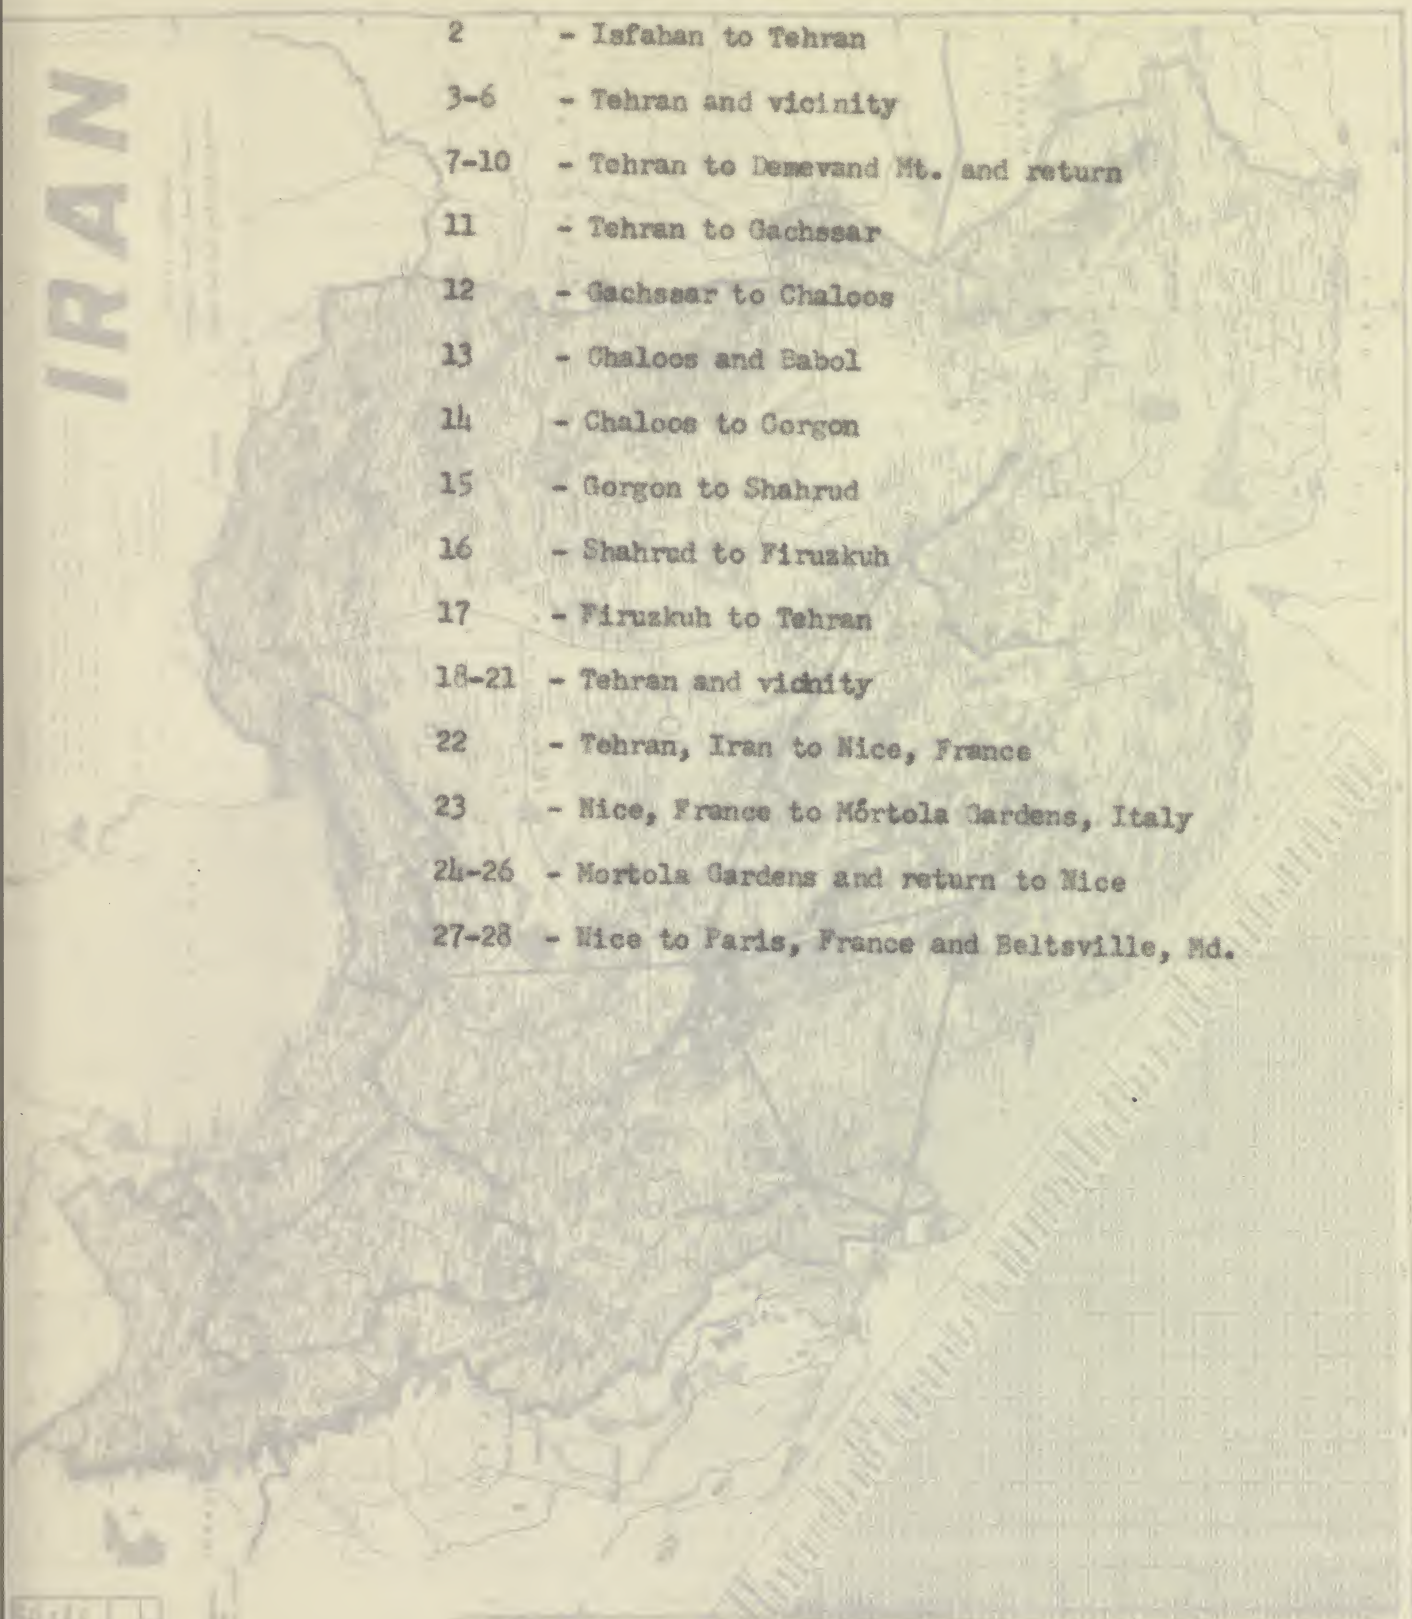 2 - Isfahan to Tehran
3-6 - Tehran and vicinity
7-10 - Tehran to Demevand Mt. and return
11 - Tehran to Gachssar
12 - Gachssar to Chaloos
13 - Chaloos and Babol
14 - Chaloos to Gorgon
15 - Gorgon to Shahrud
16 - Shahrud to Firuzkuh
17 - Firuzkuh to Tehran
18-21 - Tehran and vicinity
22 - Tehran, Iran to Nice, France
23 - Nice, France to Mórtola Gardens, Italy
24-26 - Mortola Gardens and return to Nice
27-28 - Nice to Paris, France and Beltsville, Md.
IRAN